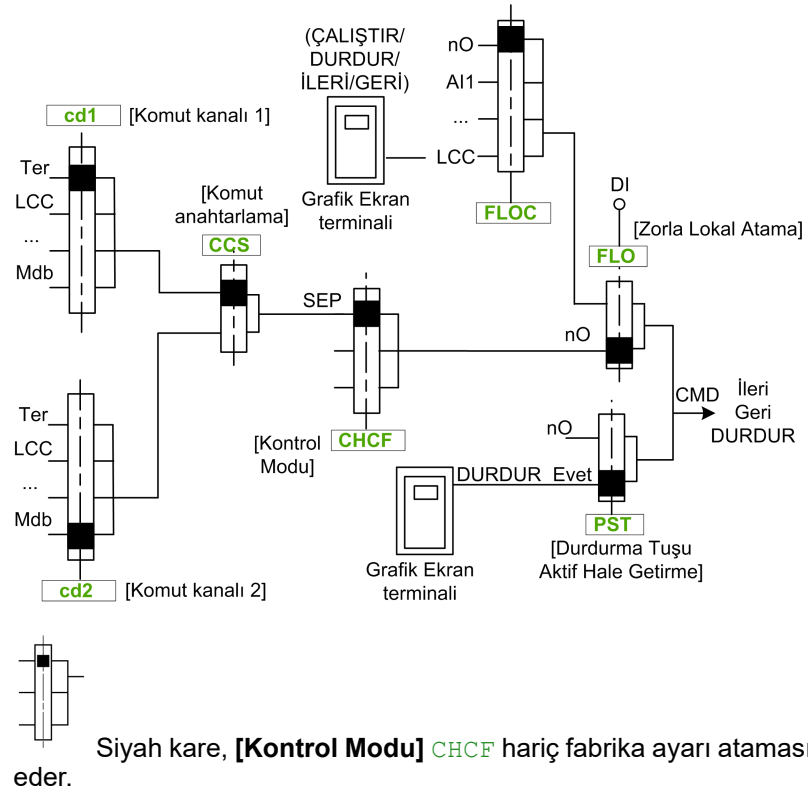 (ÇALIŞTIR/
DURDUR/
İLERİ/GERİ)
nO
AI1
...
LCC
Grafik Ekran
terminali
FLOC
cd1 [Komut kanalı 1]
Ter
LCC
...
Mdb
[Komut
anahtarlama]
CCS
DI
[Zorla Lokal Atama]
FLO
SEP
nO
CMD
İleri
Geri
DURDUR
Ter
LCC
...
Mdb
cd2 [Komut kanalı 2]
[Kontrol
Modu]
CHCF
nO
DURDUR Evet
PST
[Durdurma Tuşu
Aktif Hale Getirme]
Grafik Ekran
terminali
Siyah kare, [Kontrol Modu] CHCF hariç fabrika ayarı ataması
eder.